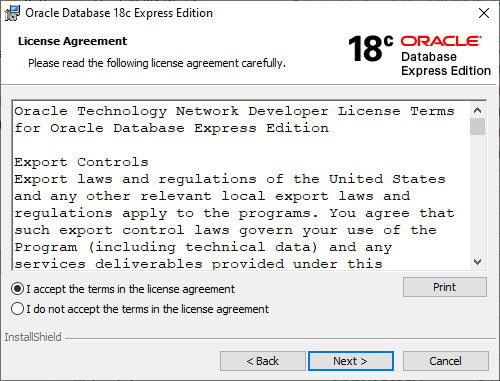 Oracle Database 18c Express Edition
License Agreement
Please read the following license agreement carefully.
18c ORACLE
Database
Express Edition
Oracle Technology Network Developer License Terms
for Oracle Database Express Edition
Export Controls
Export laws and regulations of the United States
and any other relevant local export laws and
regulations apply to the programs. You agree that
such export control laws govern your use of the
Program (including technical data) and any
services deliverables provided under this
I accept the terms in the license agreement
Print
I do not accept the terms in the license agreement
InstallShield
< Back
Next >
Cancel